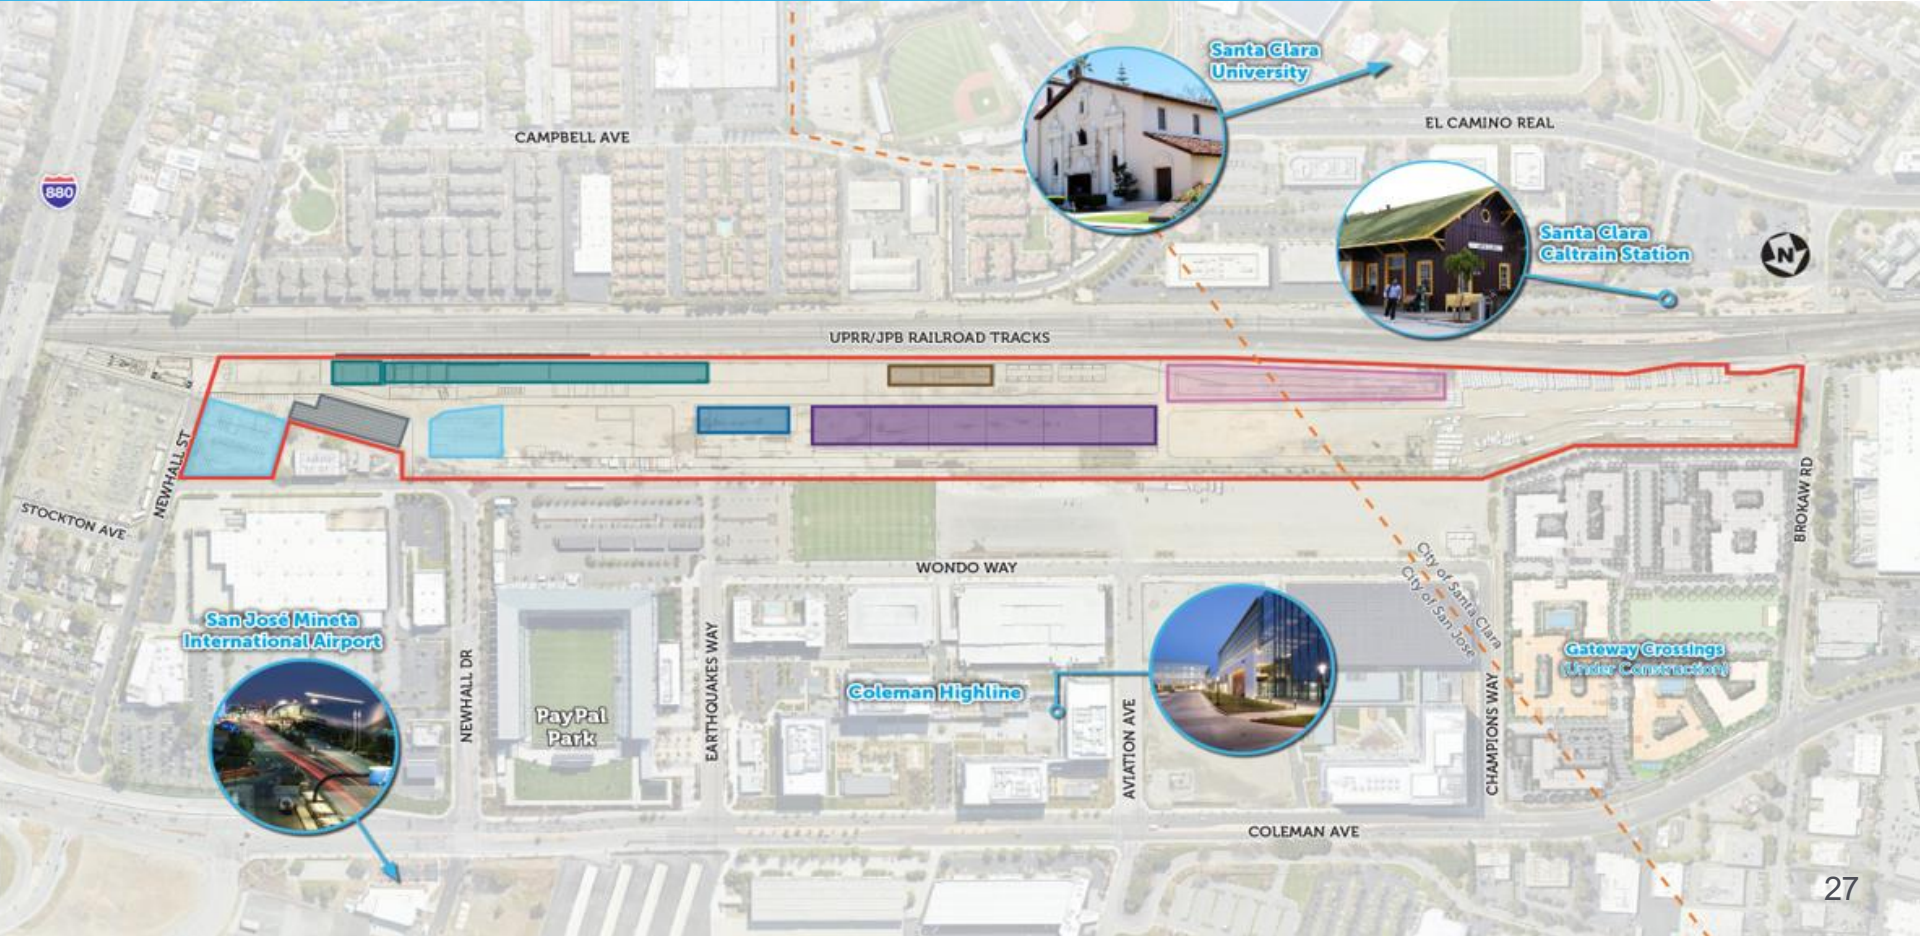 Santa Clara
University
CAMPBELL AVE
EL CAMINO REAL
880
Santa Clara
Caltrain Station
N
UPRR/JPB RAILROAD TRACKS
NEWHALL ST
STOCKTON AVE
BROKAW RD
WONDO WAY
City of Santa Clara
City of San Jose
San José Mineta
International Airport
NEWHALL DR
EARTHQUAKES WAY
Gateway Crossings
(Under Construction)
Coleman Highline
PayPal
Park
AVIATION AVE
CHAMPIONS WAY
COLEMAN AVE
27